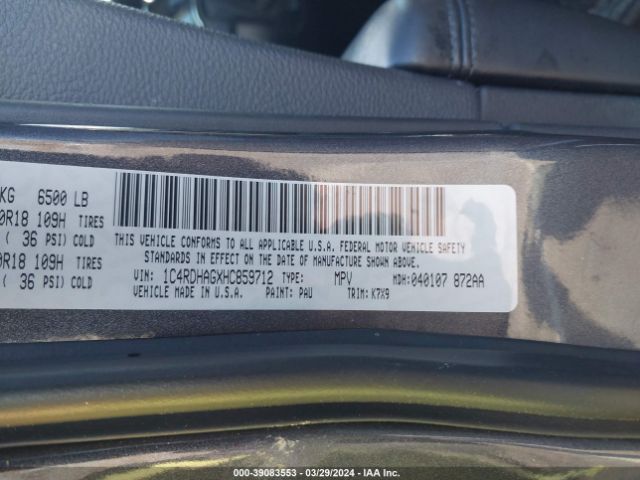 KG 6500 LB
0R18 109H TIRES
( 36 PSI) COLD
0R18 109H TIRES
( 36 PSI) COLD
THIS VEHICLE CONFORMS TO ALL APPLICABLE U.S.A. FEDERAL MOTOR VEHICLE SAFETY
STANDARDS IN EFFECT ON THE DATE OF MANUFACTURE SHOWN ABOVE.
VIN: 1C4RDHAGXHC859712 TYPE: MPV MDH:040107 872AA
VEHICLE MADE IN U.S.A. PAINT: PAU TRIM: K7X9
000-39083553 | 03/29/2024 - IAA Inc.